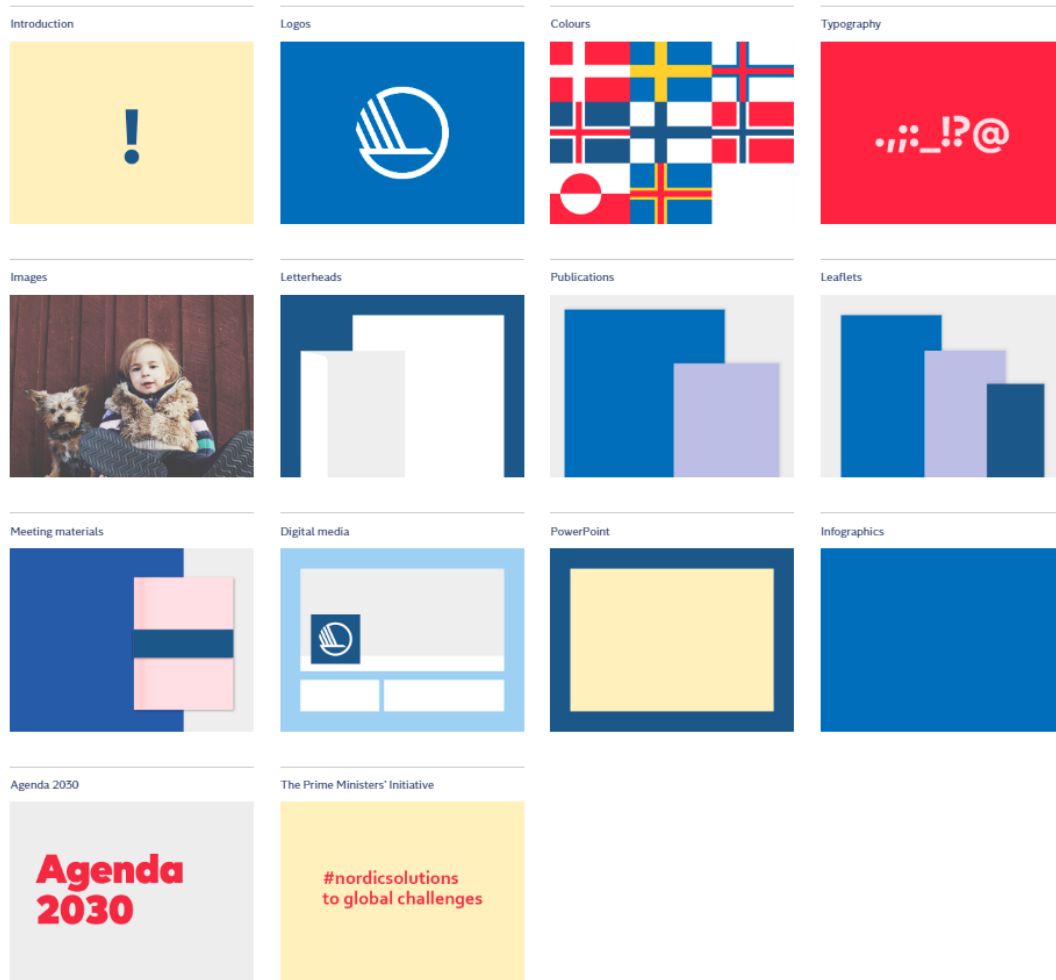 Introduction
Logos
Colours
Typography
!
.,;:_!?@
Images
Letterheads
Publications
Leaflets
Meeting materials
Digital media
PowerPoint
Infographics
Agenda 2030
The Prime Ministers' Initiative
Agenda
2030
#nordicsolutions
to global challenges